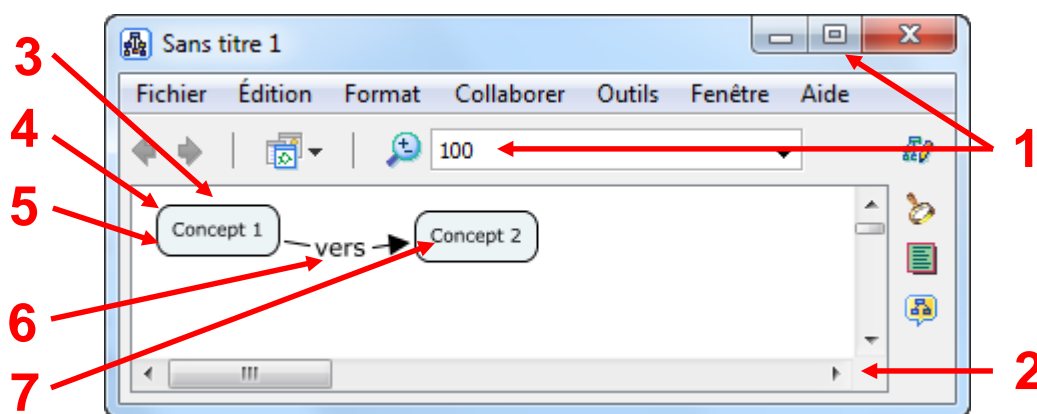 Sans titre 1
3
Fichier Édition Format Collaborer Outils Fenêtre Aide
4
100
1
5
Concept 1
vers
Concept 2
6
7
2